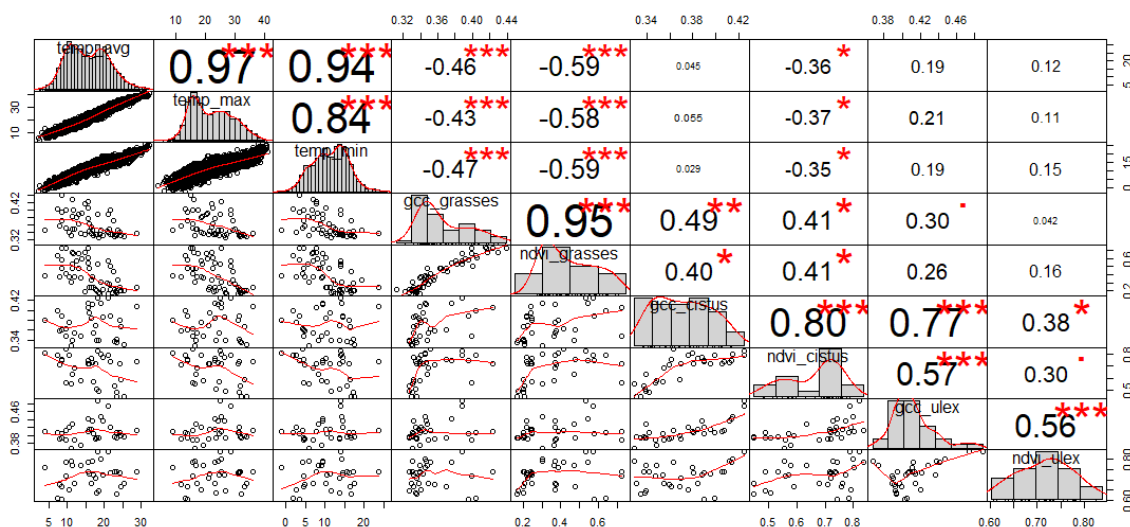 10 20 30 40 0.32 0.36 0.40 0.44 0.34 0.38 0.42 0.38 0.42 0.46
temp_avg 0.97*** 0.94*** -0.46*** -0.59*** 0.045 -0.36* 0.19 0.12 5 20
10 30 temp_max 0.84*** -0.43*** -0.58*** 0.055 -0.37* 0.21 0.11
temp_min -0.47*** -0.59*** 0.029 -0.35* 0.19 0.15 0 15
0.32 0.42 gcc_grasses 0.95*** 0.49** 0.41* 0.30. 0.042
ndvi_grasses 0.40* 0.41* 0.26 0.16 0.2 0.6
0.34 0.42 gcc_cistus 0.80*** 0.77*** 0.38*
ndvi_cistus 0.57*** 0.30. 0.5 0.8
0.38 0.46 gcc_ulex 0.56***
ndvi_ulex 0.60 0.80
5 10 20 30 0 10 20 0.2 0.4 0.6 0.5 0.6 0.7 0.8 0.60 0.70 0.80